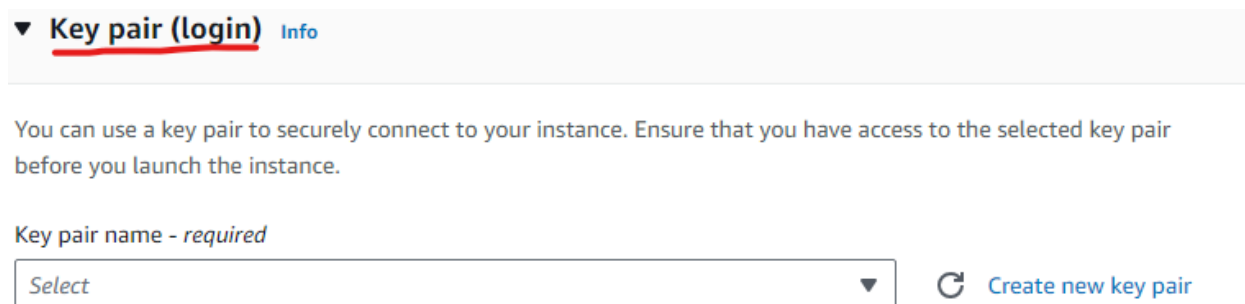 Key pair (login) Info
You can use a key pair to securely connect to your instance. Ensure that you have access to the selected key pair
before you launch the instance.
Key pair name - required
Select Create new key pair